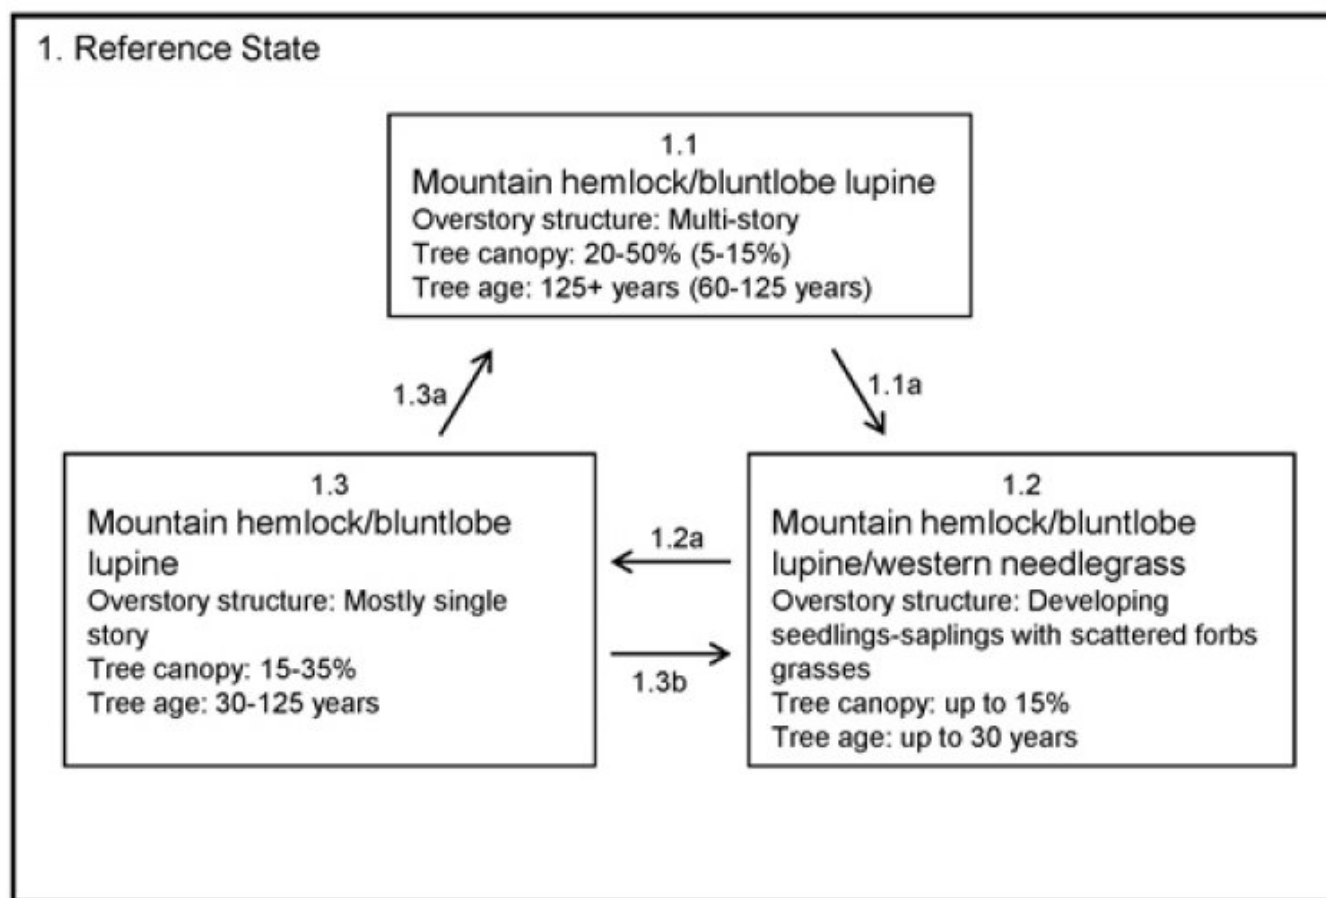 1. Reference State
1.1
Mountain hemlock/bluntlobe lupine
Overstory structure: Multi-story
Tree canopy: 20-50% (5-15%)
Tree age: 125+ years (60-125 years)
1.3a
1.1a
1.3
Mountain hemlock/bluntlobe
lupine
Overstory structure: Mostly single
story
Tree canopy: 15-35%
Tree age: 30-125 years
1.2a
1.3b
1.2
Mountain hemlock/bluntlobe
lupine/western needlegrass
Overstory structure: Developing
seedlings-saplings with scattered forbs
grasses
Tree canopy: up to 15%
Tree age: up to 30 years